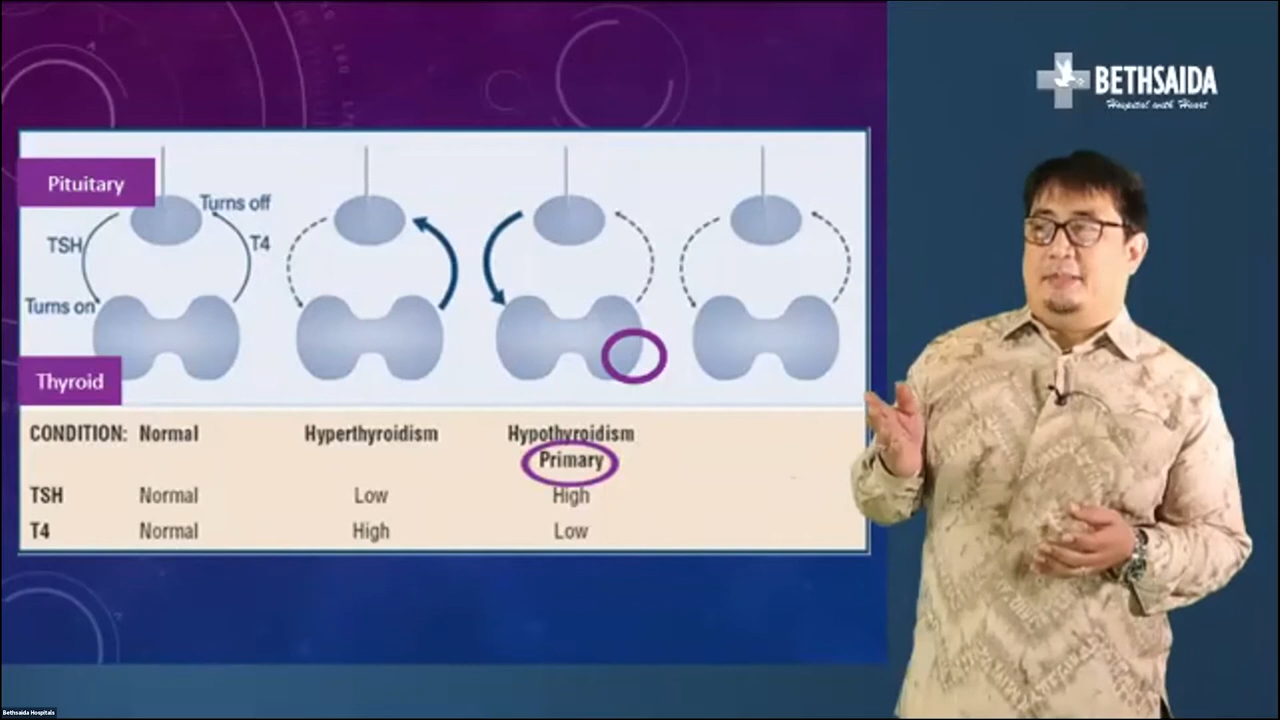 BETHSAIDA
Hospital with Heart
Pituitary
Turns off
TSH
T4
Turns on
Thyroid
CONDITION: Normal Hyperthyroidism Hypothyroidism
Primary
TSH Normal Low High
T4 Normal High Low
Bethsaida Hospitals